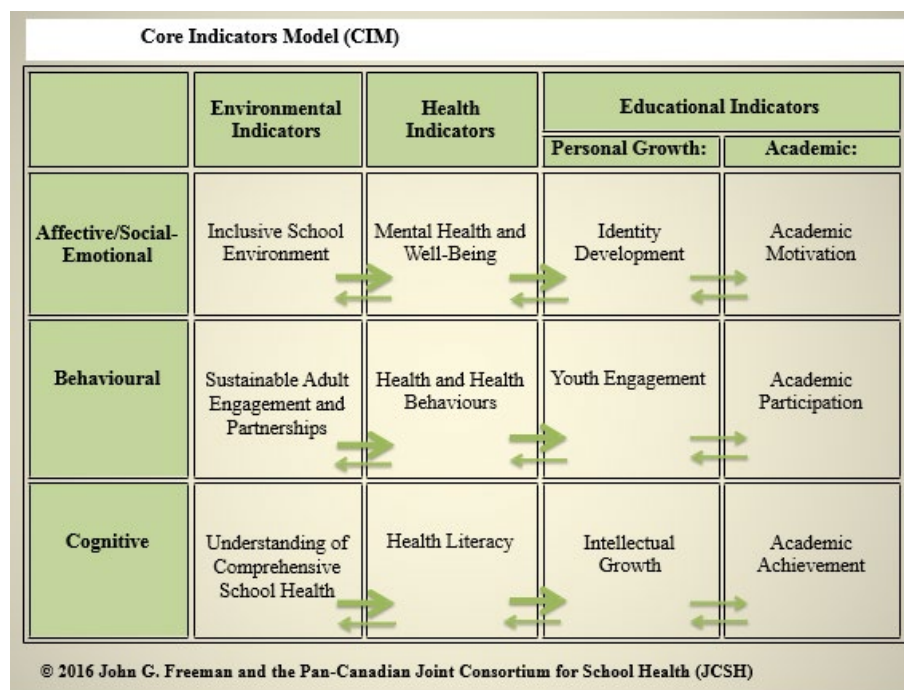 Core Indicators Model (CIM)
Environmental
Indicators
Health
Indicators
Educational Indicators
Personal Growth:
Academic:
Affective/Social-
Emotional
Inclusive School
Environment
Mental Health and
Well-Being
Identity
Development
Academic
Motivation
Behavioural
Sustainable Adult
Engagement and
Partnerships
Health and Health
Behaviours
Youth Engagement
Academic
Participation
Cognitive
Understanding of
Comprehensive
School Health
Health Literacy
Intellectual
Growth
Academic
Achievement
© 2016 John G. Freeman and the Pan-Canadian Joint Consortium for School Health (JCSH)